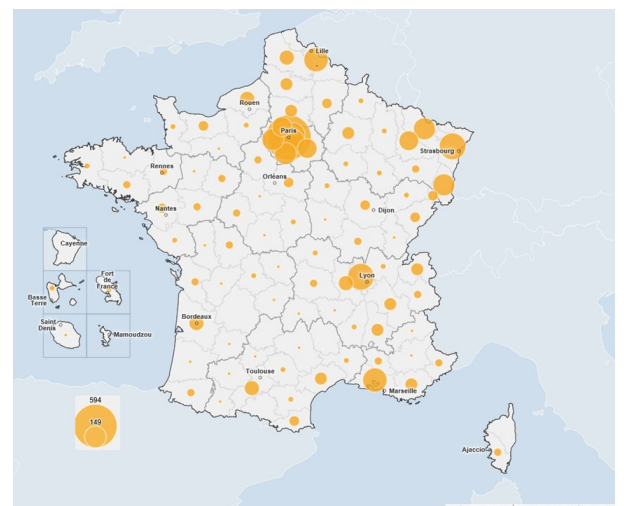 Lille
Rouen
Paris
Strasbourg
Rennes
Orléans
Nantes
Dijon
Cayenne
Fort
de
France
Basse
Terre
Saint
Denis
Mamoudzou
Lyon
Bordeaux
Toulouse
Marseille
594
149
Ajaccio